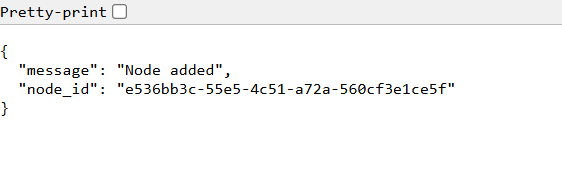 Pretty-print
{
  "message": "Node added",
  "node_id": "e536bb3c-55e5-4c51-a72a-560cf3e1ce5f"
}